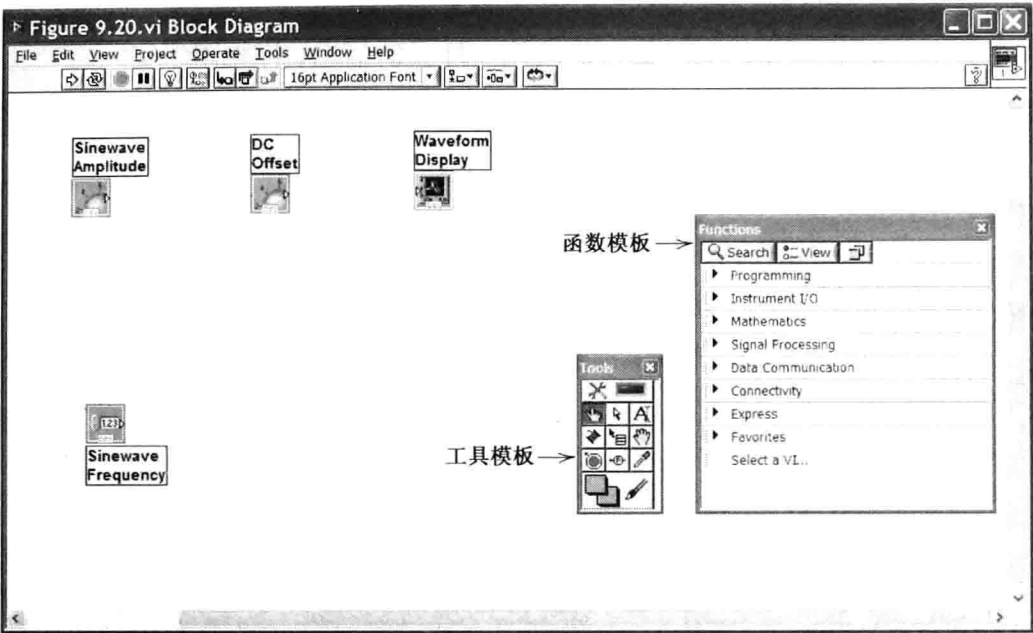 Figure 9.20.vi Block Diagram
File Edit View Project Operate Tools Window Help
16pt Application Font
Sinewave
Amplitude
DC
Offset
Waveform
Display
函数模板
Functions
Search View
Programming
Instrument I/O
Mathematics
Signal Processing
Data Communication
Connectivity
Express
Favorites
Select a VI...
工具模板
Tools
A
123
Sinewave
Frequency